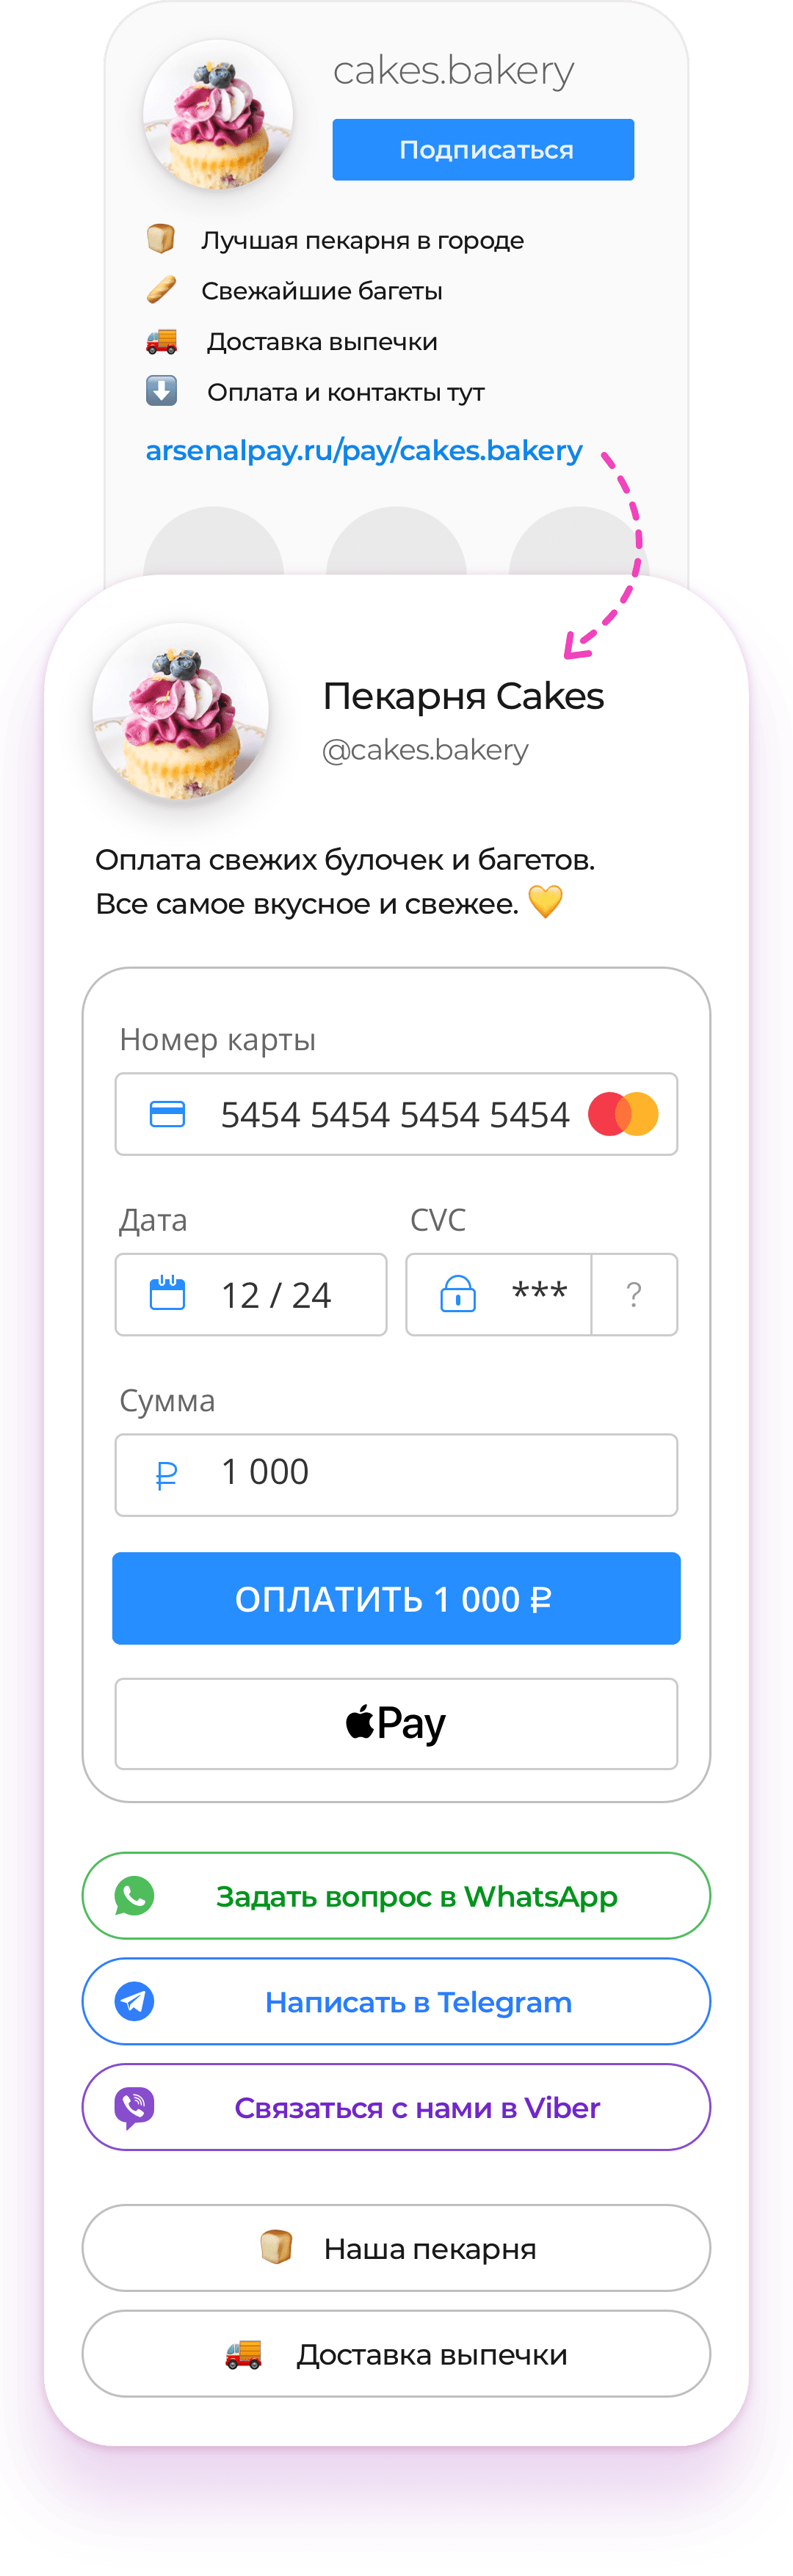 cakes.bakery
Подписаться
Лучшая пекарня в городе
Свежайшие багеты
Доставка выпечки
Оплата и контакты тут
arsenalpay.ru/pay/cakes.bakery
Пекарня Cakes
@cakes.bakery
Оплата свежих булочек и багетов.
Все самое вкусное и свежее. 💛
Номер карты
5454 5454 5454 5454
Дата CVC
12 / 24 *** ?
Сумма
₽ 1 000
ОПЛАТИТЬ 1 000 ₽
Pay
Задать вопрос в WhatsApp
Написать в Telegram
Связаться с нами в Viber
Наша пекарня
Доставка выпечки